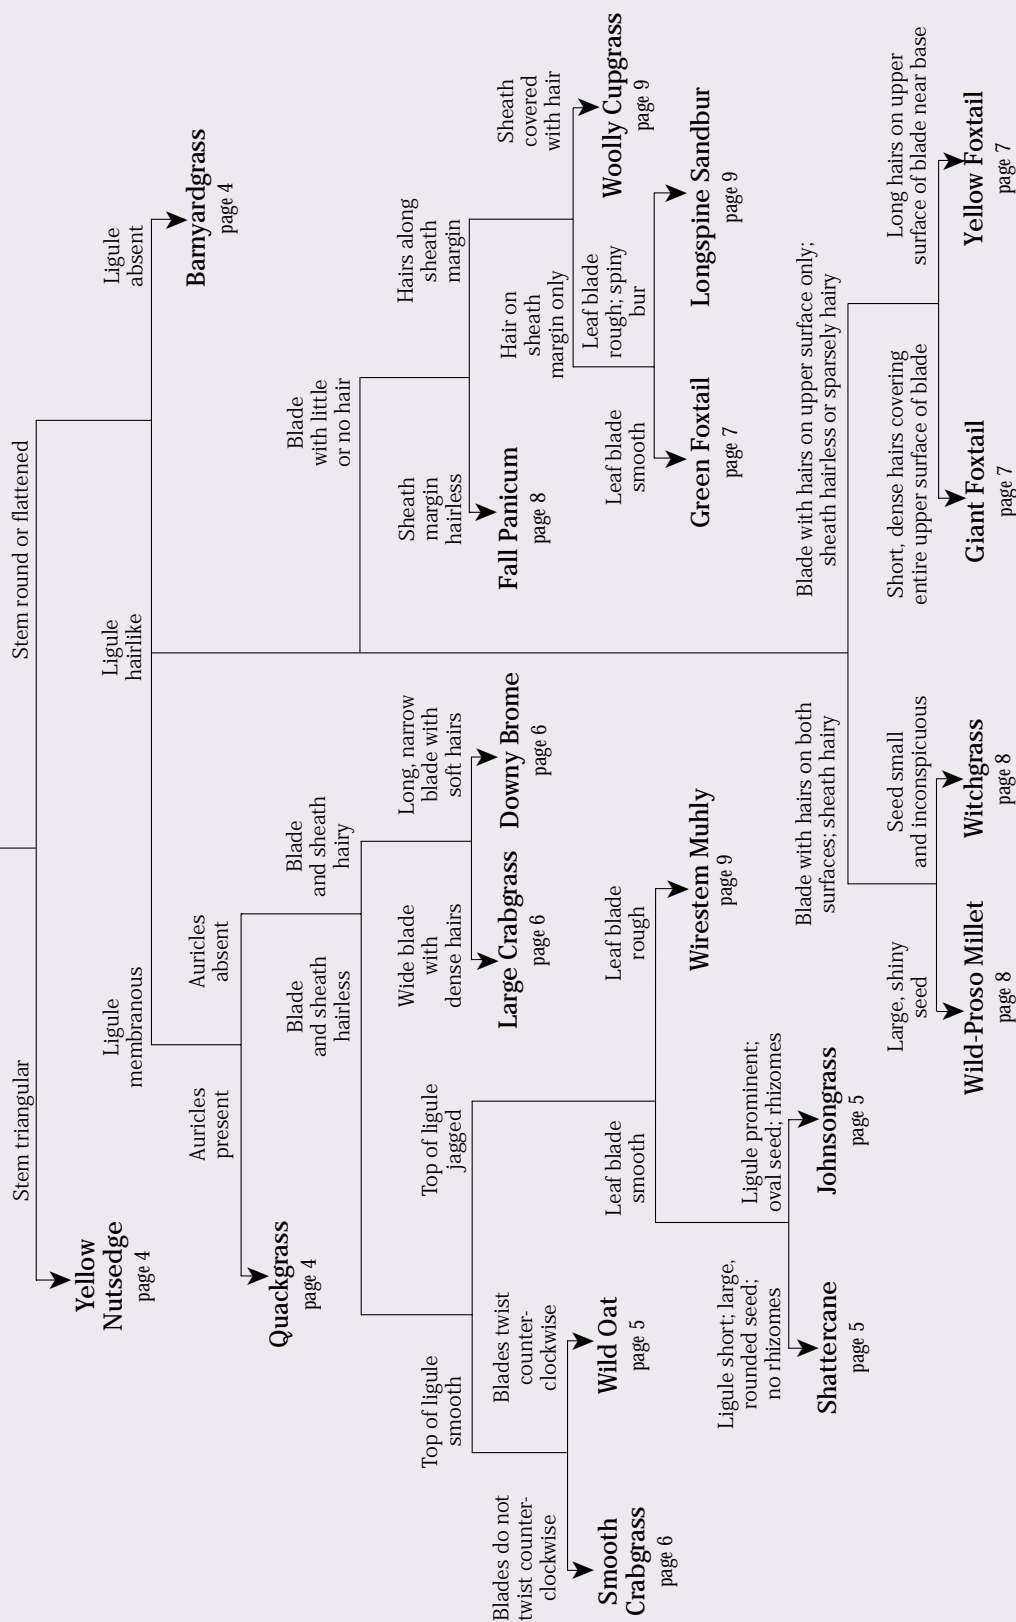 Stem triangular
Stem round or flattened
Yellow
Nutsedge
page 4
Ligule
membranous
Ligule
hairlike
Ligule
absent
Barnyardgrass
page 4
Auricles
present
Auricles
absent
Quackgrass
page 4
Blade
and sheath
hairless
Blade
and sheath
hairy
Blade
with little
or no hair
Top of ligule
smooth
Top of ligule
jagged
Wide blade
with
dense hairs
Long, narrow
blade with
soft hairs
Sheath
margin
hairless
Hairs along
sheath
margin
Large Crabgrass
page 6
Downy Brome
page 6
Fall Panicum
page 8
Blades do not
twist counter-
clockwise
Blades twist
counter-
clockwise
Hair on
sheath
margin only
Sheath
covered
with hair
Smooth
Crabgrass
page 6
Wild Oat
page 5
Leaf blade
smooth
Leaf blade
rough
Leaf blade
smooth
Leaf blade
rough; spiny
bur
Woolly Cupgrass
page 9
Wirestem Muhly
page 9
Green Foxtail
page 7
Longspine Sandbur
page 9
Ligule short; large,
rounded seed;
no rhizomes
Ligule prominent;
oval seed; rhizomes
Shattercane
page 5
Johnsongrass
page 5
Blade with hairs on both
surfaces; sheath hairy
Blade with hairs on upper surface only;
sheath hairless or sparsely hairy
Large, shiny
seed
Seed small
and inconspicuous
Short, dense hairs covering
entire upper surface of blade
Long hairs on upper
surface of blade near base
Wild-Proso Millet
page 8
Witchgrass
page 8
Giant Foxtail
page 7
Yellow Foxtail
page 7